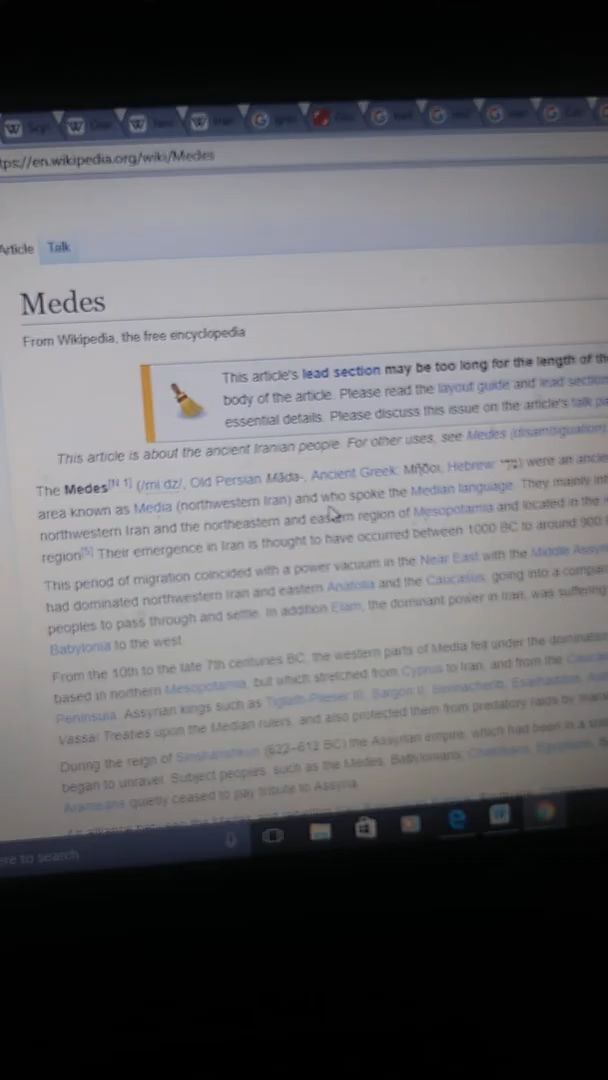 tps://en.wikipedia.org/wiki/Medes
Article Talk
Medes
From Wikipedia, the free encyclopedia
This article's lead section may be too long for the length of the
body of the article. Please read the layout guide and lead section
essential details. Please discuss this issue on the article's talk pa
This article is about the ancient Iranian people. For other uses, see Medes (disambiguation)
The Medes[N 1] (/miːdz/, Old Persian Māda-, Ancient Greek: Μῆδοι, Hebrew: were an ancie
area known as Media (northwestern Iran) and who spoke the Median language. They mainly inh
northwestern Iran and the northeastern and eastern region of Mesopotamia and located in the
region[5] Their emergence in Iran is thought to have occurred between 1000 BC to around 900
This period of migration coincided with a power vacuum in the Near East with the Middle Assyri
had dominated northwestern Iran and eastern Anatolia and the Caucasus, going into a compar
peoples to pass through and settle. In addition Elam, the dominant power in Iran, was suffering
Babylonia to the west.
From the 10th to the late 7th centuries BC, the western parts of Media fell under the domination
based in northern Mesopotamia, but which stretched from Cyprus to Iran, and from the Caucas
Peninsula. Assyrian kings such as Tiglath-Pileser III, Sargon II, Sennacherib, Esarhaddon,
Vassal Treaties upon the Median rulers, and also protected them from predatory raids by
During the reign of Sinsharishkun (622–612 BC) the Assyrian empire, which had been in a
began to unravel. Subject peoples, such as the Medes, Babylonians, Chaldeans, Egyptians,
Arameans quietly ceased to pay tribute to Assyria.
ere to search